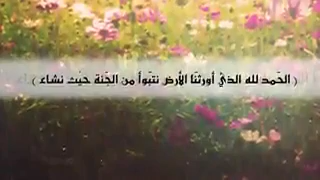 ( الحمد لله الذي أورثنا الأرض نتبوأ من الجنة حيث نشاء )